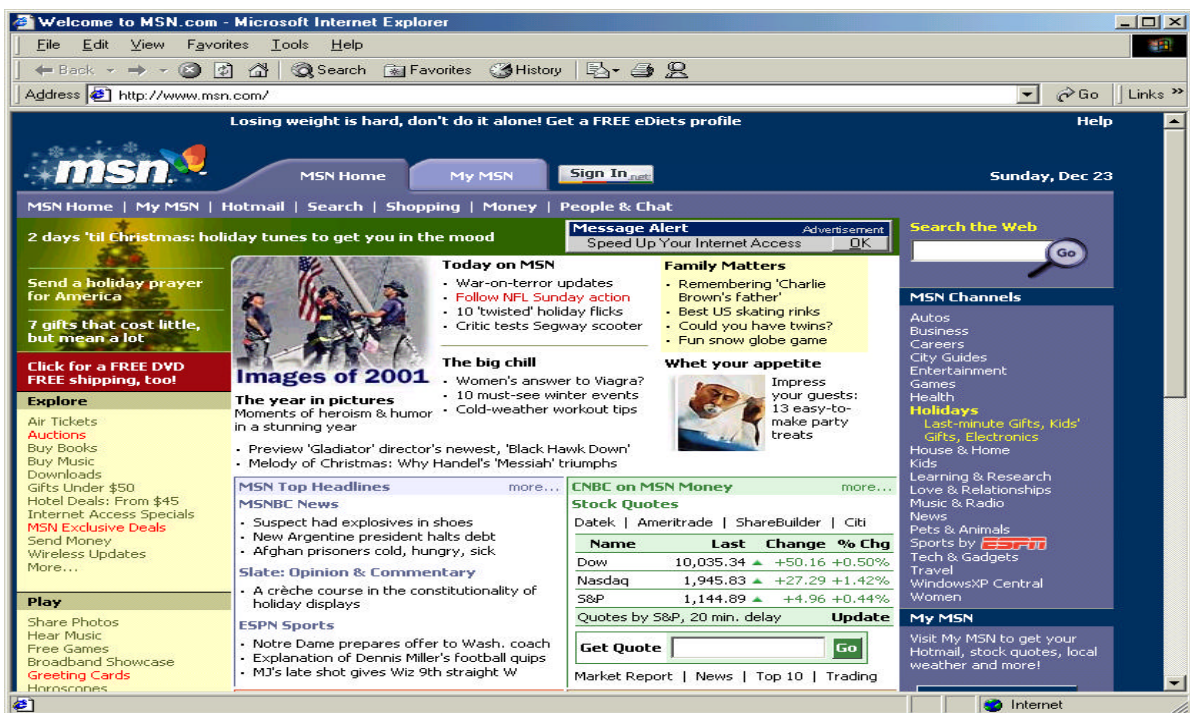 Welcome to MSN.com - Microsoft Internet Explorer
File Edit View Favorites Tools Help
Back Search Favorites History
Address http://www.msn.com/ Go Links »
Losing weight is hard, don't do it alone! Get a FREE eDiets profile Help
msn
MSN Home My MSN Sign In .net Sunday, Dec 23
MSN Home | My MSN | Hotmail | Search | Shopping | Money | People & Chat
2 days 'til Christmas: holiday tunes to get you in the mood
Message Alert Advertisement
Speed Up Your Internet Access OK
Send a holiday prayer
for America
7 gifts that cost little,
but mean a lot
Click for a FREE DVD
FREE shipping, too!
Explore
Air Tickets
Auctions
Buy Books
Buy Music
Downloads
Gifts Under $50
Hotel Deals: From $45
Internet Access Specials
MSN Exclusive Deals
Send Money
Wireless Updates
More...
Play
Share Photos
Hear Music
Free Games
Broadband Showcase
Greeting Cards
Horoscopes
Images of 2001
The year in pictures
Moments of heroism & humor
in a stunning year
Today on MSN
· War-on-terror updates
· Follow NFL Sunday action
· 10 'twisted' holiday flicks
· Critic tests Segway scooter
The big chill
· Women's answer to Viagra?
· 10 must-see winter events
· Cold-weather workout tips
· Preview 'Gladiator' director's newest, 'Black Hawk Down'
· Melody of Christmas: Why Handel's 'Messiah' triumphs
Family Matters
· Remembering 'Charlie
Brown's father'
· Best US skating rinks
· Could you have twins?
· Fun snow globe game
Whet your appetite
Impress
your guests:
13 easy-to-
make party
treats
MSN Top Headlines more...
MSNBC News
· Suspect had explosives in shoes
· New Argentine president halts debt
· Afghan prisoners cold, hungry, sick
Slate: Opinion & Commentary
· A crèche course in the constitutionality of
holiday displays
ESPN Sports
· Notre Dame prepares offer to Wash. coach
· Explanation of Dennis Miller's football quips
· MJ's late shot gives Wiz 9th straight W
CNBC on MSN Money more...
Stock Quotes
Datek | Ameritrade | ShareBuilder | Citi
Name Last Change % Chg
Dow 10,035.34 +50.16 +0.50%
Nasdaq 1,945.83 +27.29 +1.42%
S&P 1,144.89 +4.96 +0.44%
Quotes by S&P, 20 min. delay Update
Get Quote Go
Market Report | News | Top 10 | Trading
Search the Web
Go
MSN Channels
Autos
Business
Careers
City Guides
Entertainment
Games
Health
Holidays
Last-minute Gifts, Kids'
Gifts, Electronics
House & Home
Kids
Learning & Research
Love & Relationships
Music & Radio
News
Pets & Animals
Sports by ESPN
Tech & Gadgets
Travel
WindowsXP Central
Women
My MSN
Visit My MSN to get your
Hotmail, stock quotes, local
weather and more!
Internet